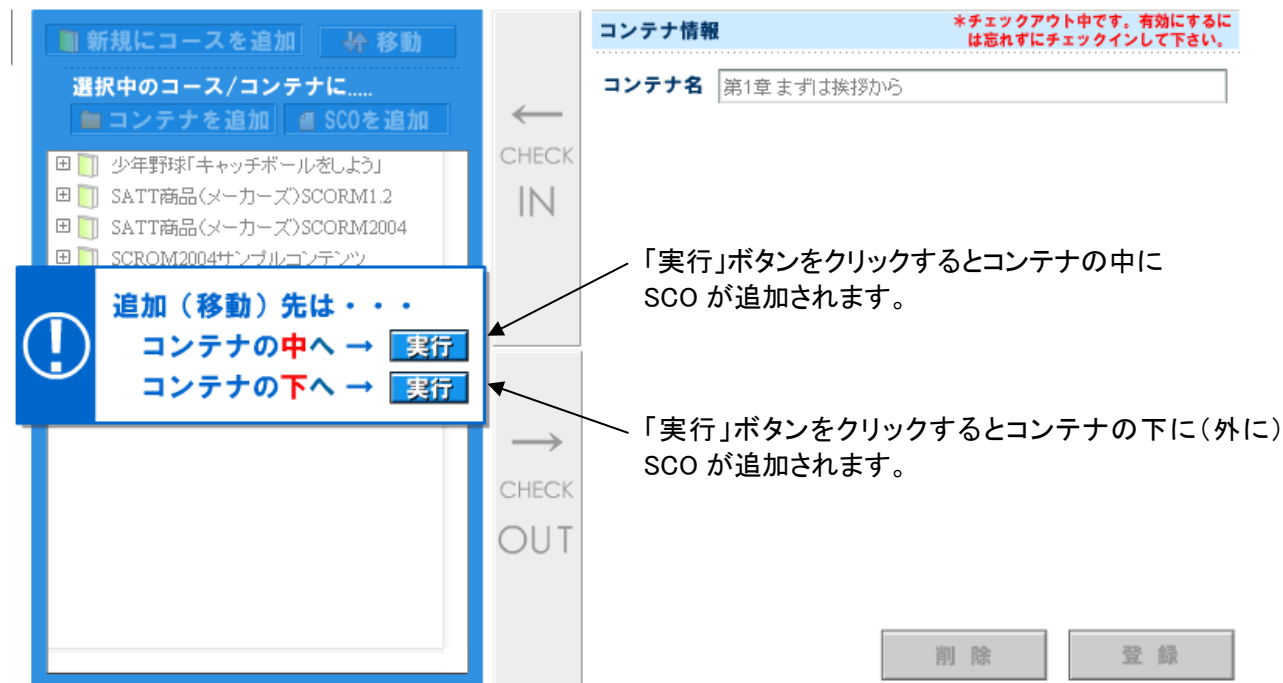 新規にコースを追加
移動
選択中のコース/コンテナに.....
コンテナを追加
SCOを追加
少年野球「キャッチボールをしよう」
SATT商品(メーカーズ)SCORM1.2
SATT商品(メーカーズ)SCORM2004
SCROM2004サンプルコンテンツ
追加(移動)先は・・・
コンテナの中へ → 実行
コンテナの下へ → 実行
←
CHECK
IN
→
CHECK
OUT
コンテナ情報
*チェックアウト中です。有効にするに
は忘れずにチェックインして下さい。
コンテナ名 第1章 まずは挨拶から
「実行」ボタンをクリックするとコンテナの中に
SCO が追加されます。
「実行」ボタンをクリックするとコンテナの下に(外に)
SCO が追加されます。
削除
登録